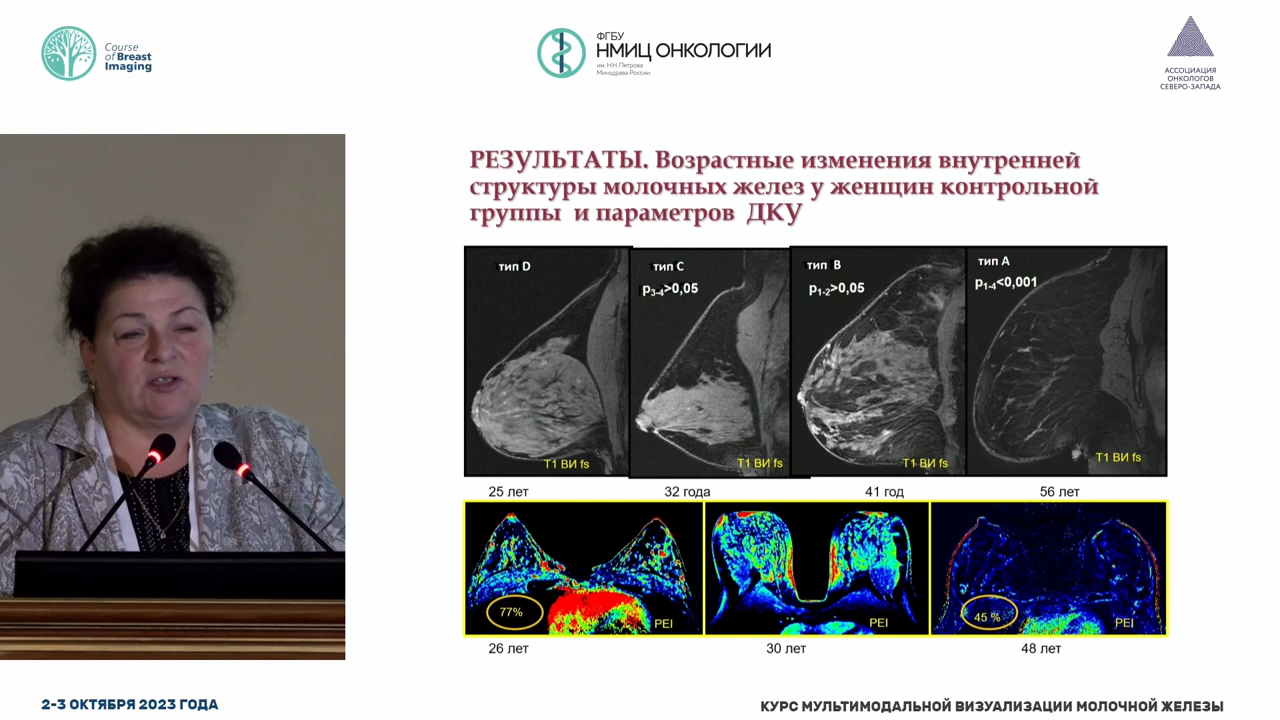 Course
of Breast
Imaging
ФГБУ
НМИЦ ОНКОЛОГИИ
им. Н.Н. Петрова
Минздрава России
АССОЦИАЦИЯ
ОНКОЛОГОВ
СЕВЕРО-ЗАПАДА
РЕЗУЛЬТАТЫ. Возрастные изменения внутренней
структуры молочных желез у женщин контрольной
группы и параметров ДКУ
тип D
тип C
p3-4>0,05
тип B
p1-2>0,05
тип A
p1-4<0,001
Т1 ВИ fs
Т1 ВИ fs
Т1 ВИ fs
Т1 ВИ fs
25 лет
32 года
41 год
56 лет
77%
PEI
PEI
45 %
PEI
26 лет
30 лет
48 лет
2-3 ОКТЯБРЯ 2023 ГОДА
КУРС МУЛЬТИМОДАЛЬНОЙ ВИЗУАЛИЗАЦИИ МОЛОЧНОЙ ЖЕЛЕЗЫ